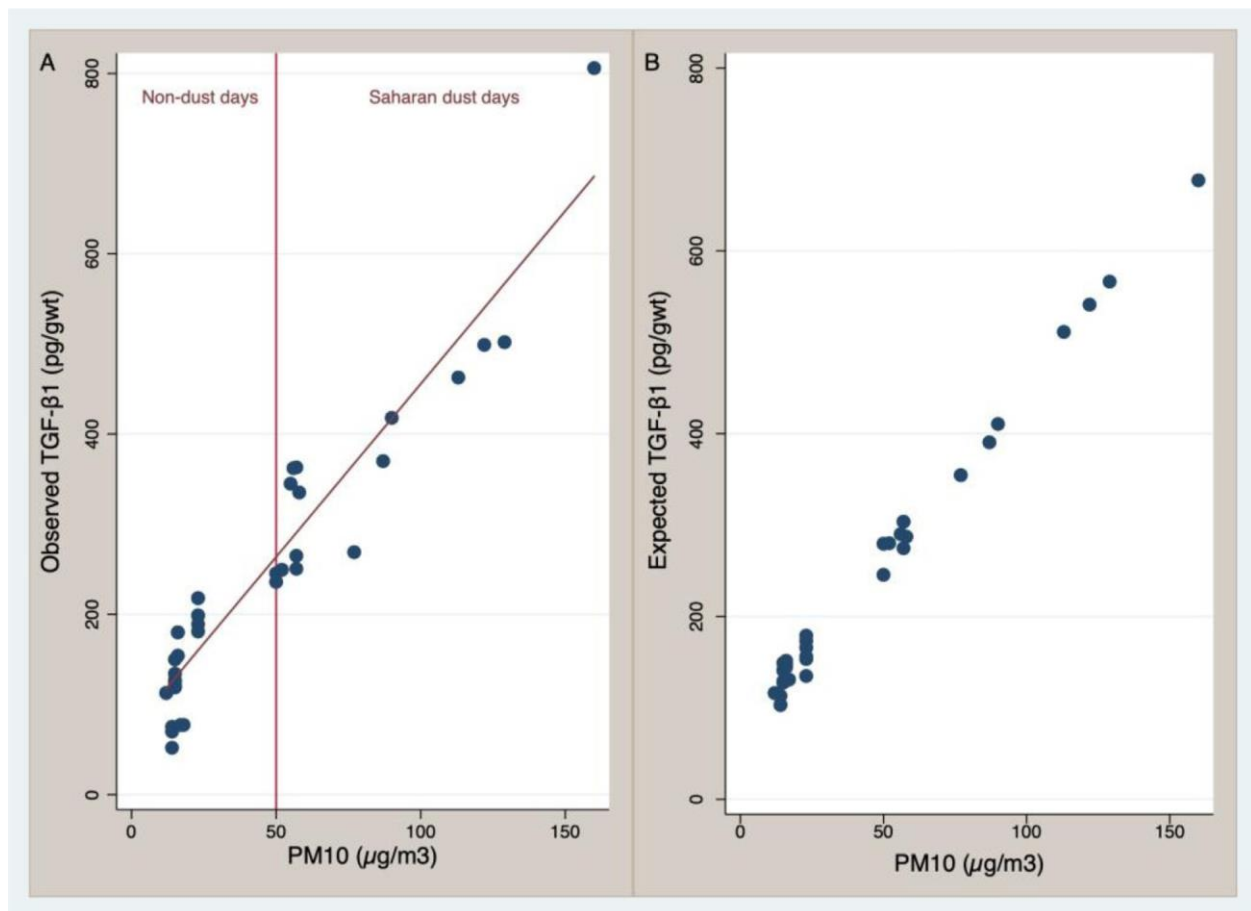 A
Non-dust days
Saharan dust days
Observed TGF-β1 (pg/gwt)
800
600
400
200
0
0 50 100 150
PM10 (μg/m3)
B
Expected TGF-β1 (pg/gwt)
800
600
400
200
0
0 50 100 150
PM10 (μg/m3)